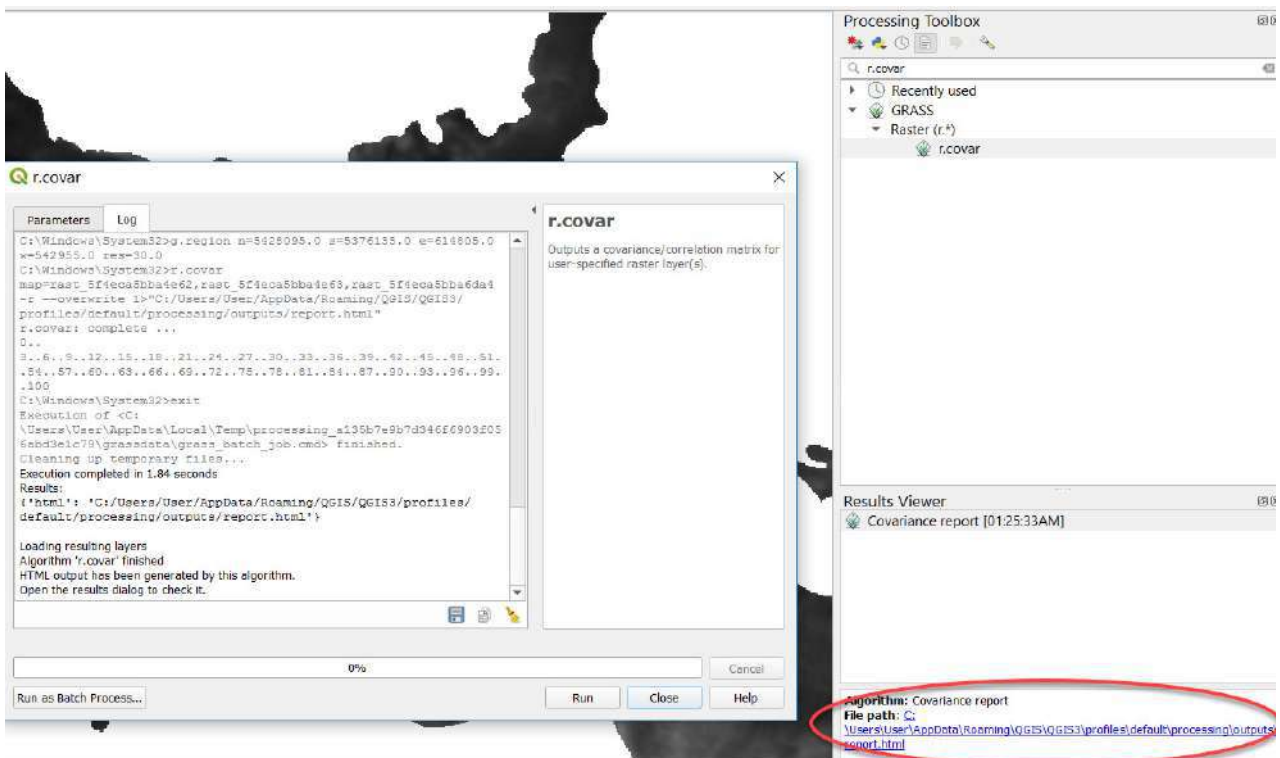 Processing Toolbox
r.covar
Recently used
GRASS
Raster (r.*)
r.covar
r.covar
Parameters
Log
C:\Windows\System32>g.region n=5428095.0 s=5376135.0 e=614805.0
w=542955.0 res=30.0
C:\Windows\System32>r.covar
map=rast_5f4eca5bba4e62,rast_5f4eca5bba4e63,rast_5f4eca5bba6da4
-r --overwrite 1>"C:/Users/User/AppData/Roaming/QGIS/QGIS3/
profiles/default/processing/outputs/report.html"
r.covar: complete ...
0..
3..6..9..12..15..18..21..24..27..30..33..36..39..42..45..48..51.
.54..57..60..63..66..69..72..75..78..81..84..87..90..93..96..99.
.100
C:\Windows\System32>exit
Execution of <C:
\Users\User\AppData\Local\Temp\processing_a135b7e9b7d346f6903f05
6abd3e1c79\grassdata\grass_batch_job.cmd> finished.
Cleaning up temporary files...
Execution completed in 1.84 seconds
Results:
{'html': 'C:/Users/User/AppData/Roaming/QGIS/QGIS3/profiles/
default/processing/outputs/report.html'}
Loading resulting layers
Algorithm 'r.covar' finished
HTML output has been generated by this algorithm.
Open the results dialog to check it.
r.covar
Outputs a covariance/correlation matrix for
user-specified raster layer(s).
0%
Cancel
Run as Batch Process...
Run
Close
Help
Results Viewer
Covariance report [01:25:33AM]
Algorithm: Covariance report
File path: C:
\Users\User\AppData\Roaming\QGIS\QGIS3\profiles\default\processing\outputs\
report.html